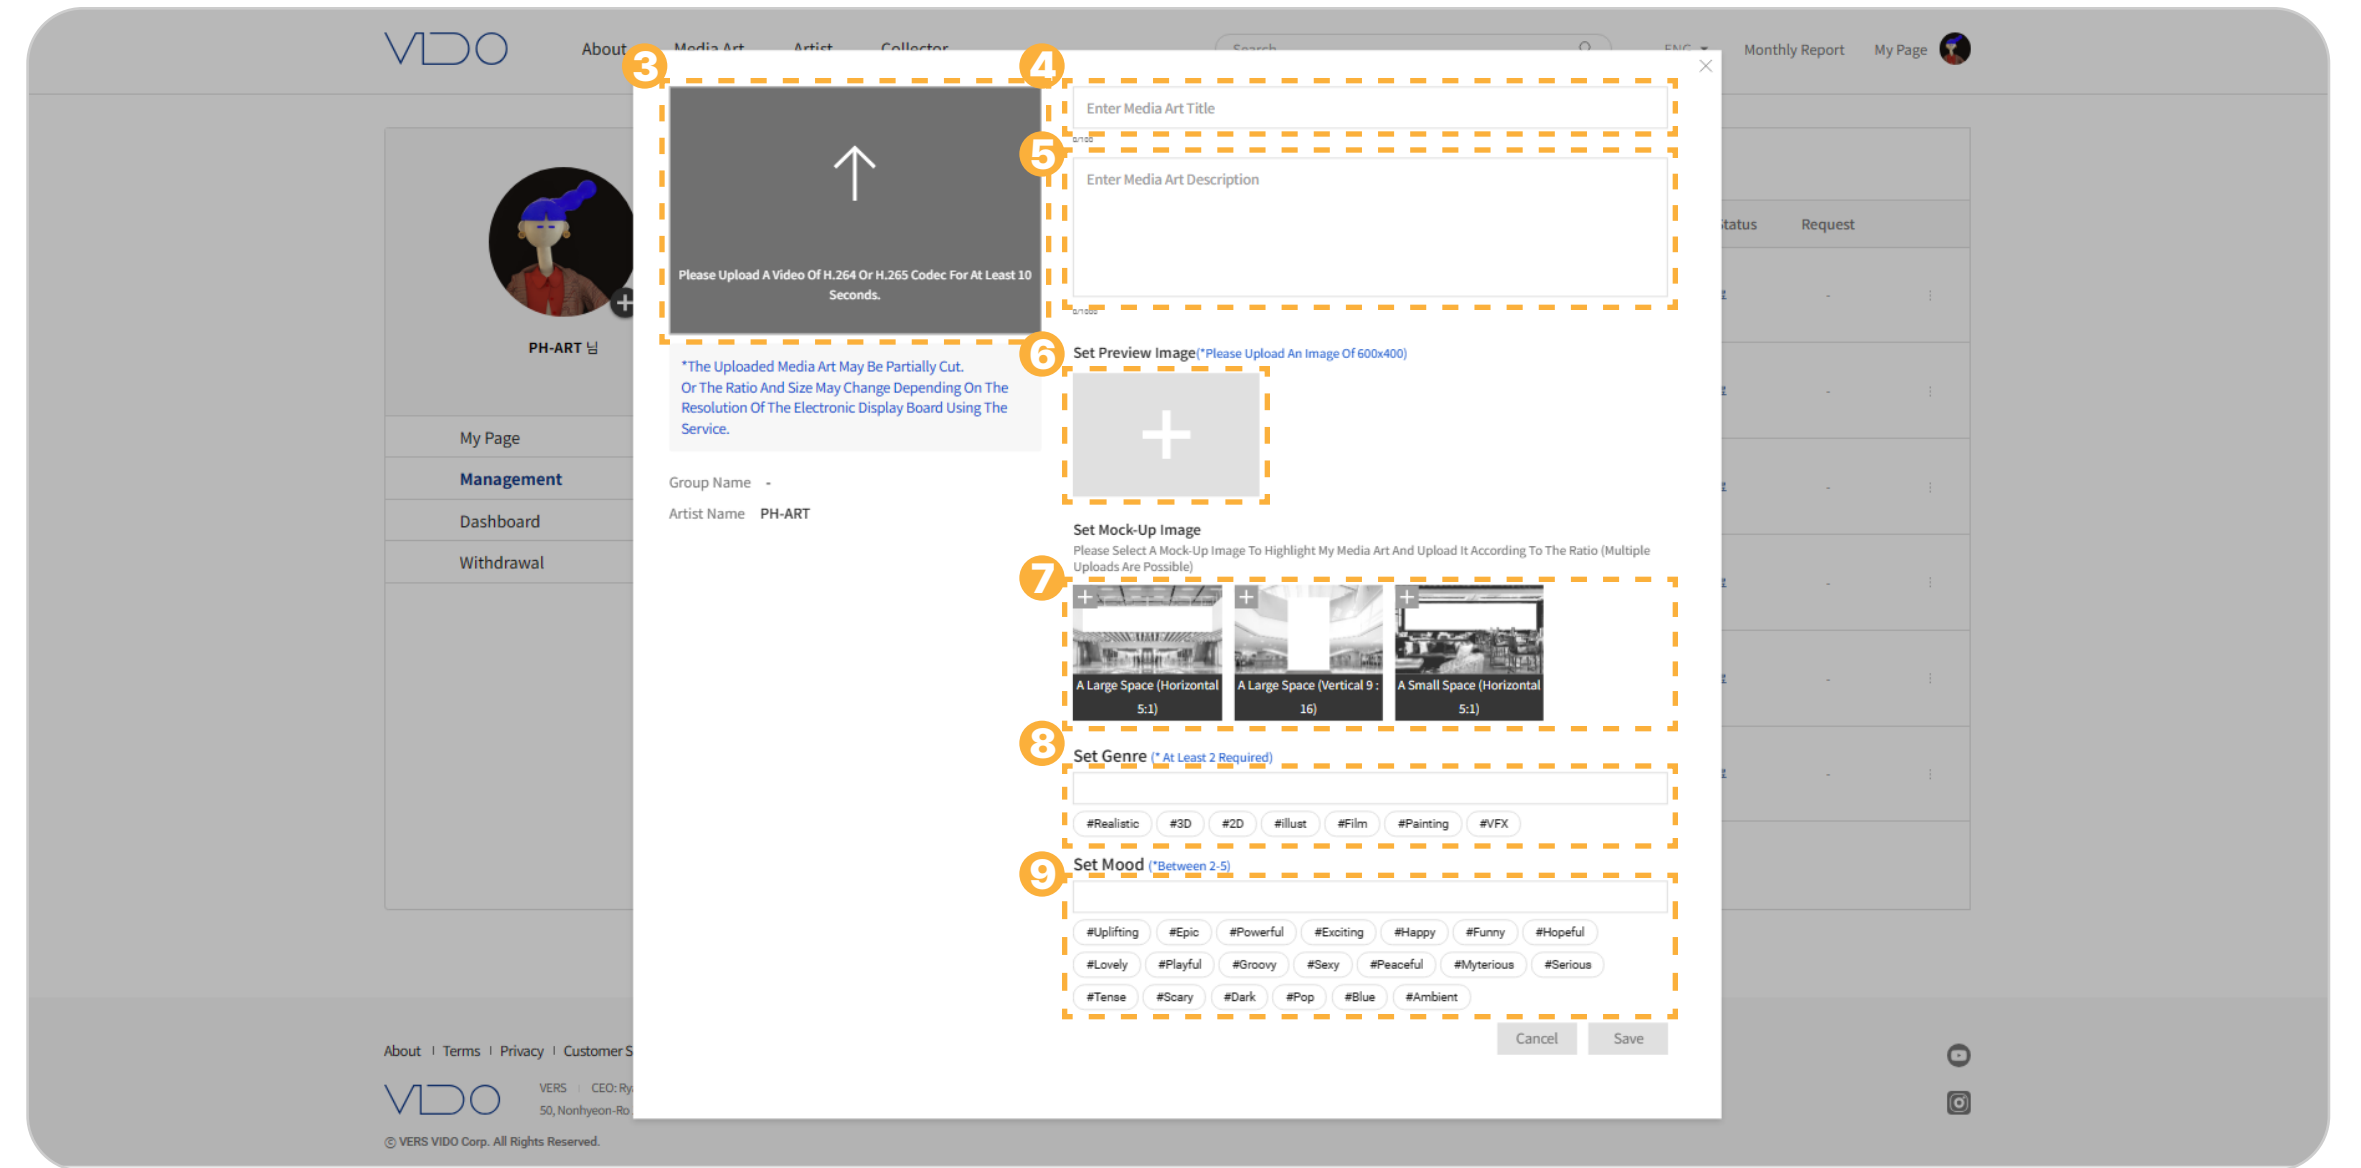 VIDO
About
Media Art
Artist
Collector
Search
ENG
Monthly Report
My Page
3
Please Upload A Video Of H.264 Or H.265 Codec For At Least 10
Seconds.
*The Uploaded Media Art May Be Partially Cut.
Or The Ratio And Size May Change Depending On The
Resolution Of The Electronic Display Board Using The
Service.
Group Name -
Artist Name PH-ART
4
Enter Media Art Title
0/100
5
Enter Media Art Description
0/1000
6
Set Preview Image(*Please Upload An Image Of 600x400)
Set Mock-Up Image
Please Select A Mock-Up Image To Highlight My Media Art And Upload It According To The Ratio (Multiple
Uploads Are Possible)
7
A Large Space (Horizontal
5:1)
A Large Space (Vertical 9 :
16)
A Small Space (Horizontal
5:1)
8
Set Genre (* At Least 2 Required)
#Realistic #3D #2D #illust #Film #Painting #VFX
9
Set Mood (*Between 2-5)
#Uplifting #Epic #Powerful #Exciting #Happy #Funny #Hopeful
#Lovely #Playful #Groovy #Sexy #Peaceful #Myterious #Serious
#Tense #Scary #Dark #Pop #Blue #Ambient
Cancel
Save
PH-ART 님
My Page
Management
Dashboard
Withdrawal
Request
About | Terms | Privacy | Customer
VIDO
VERS | CEO:
50, Nonhyeon-Ro
© VERS VIDO Corp. All Rights Reserved.